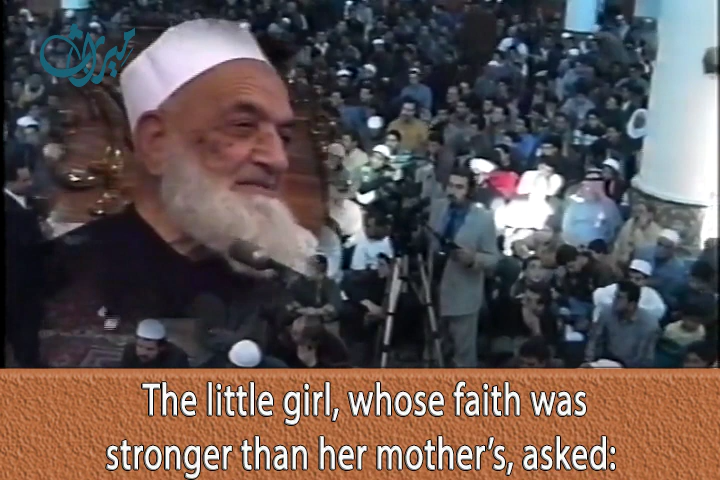 The little girl, whose faith was
stronger than her mother’s, asked: